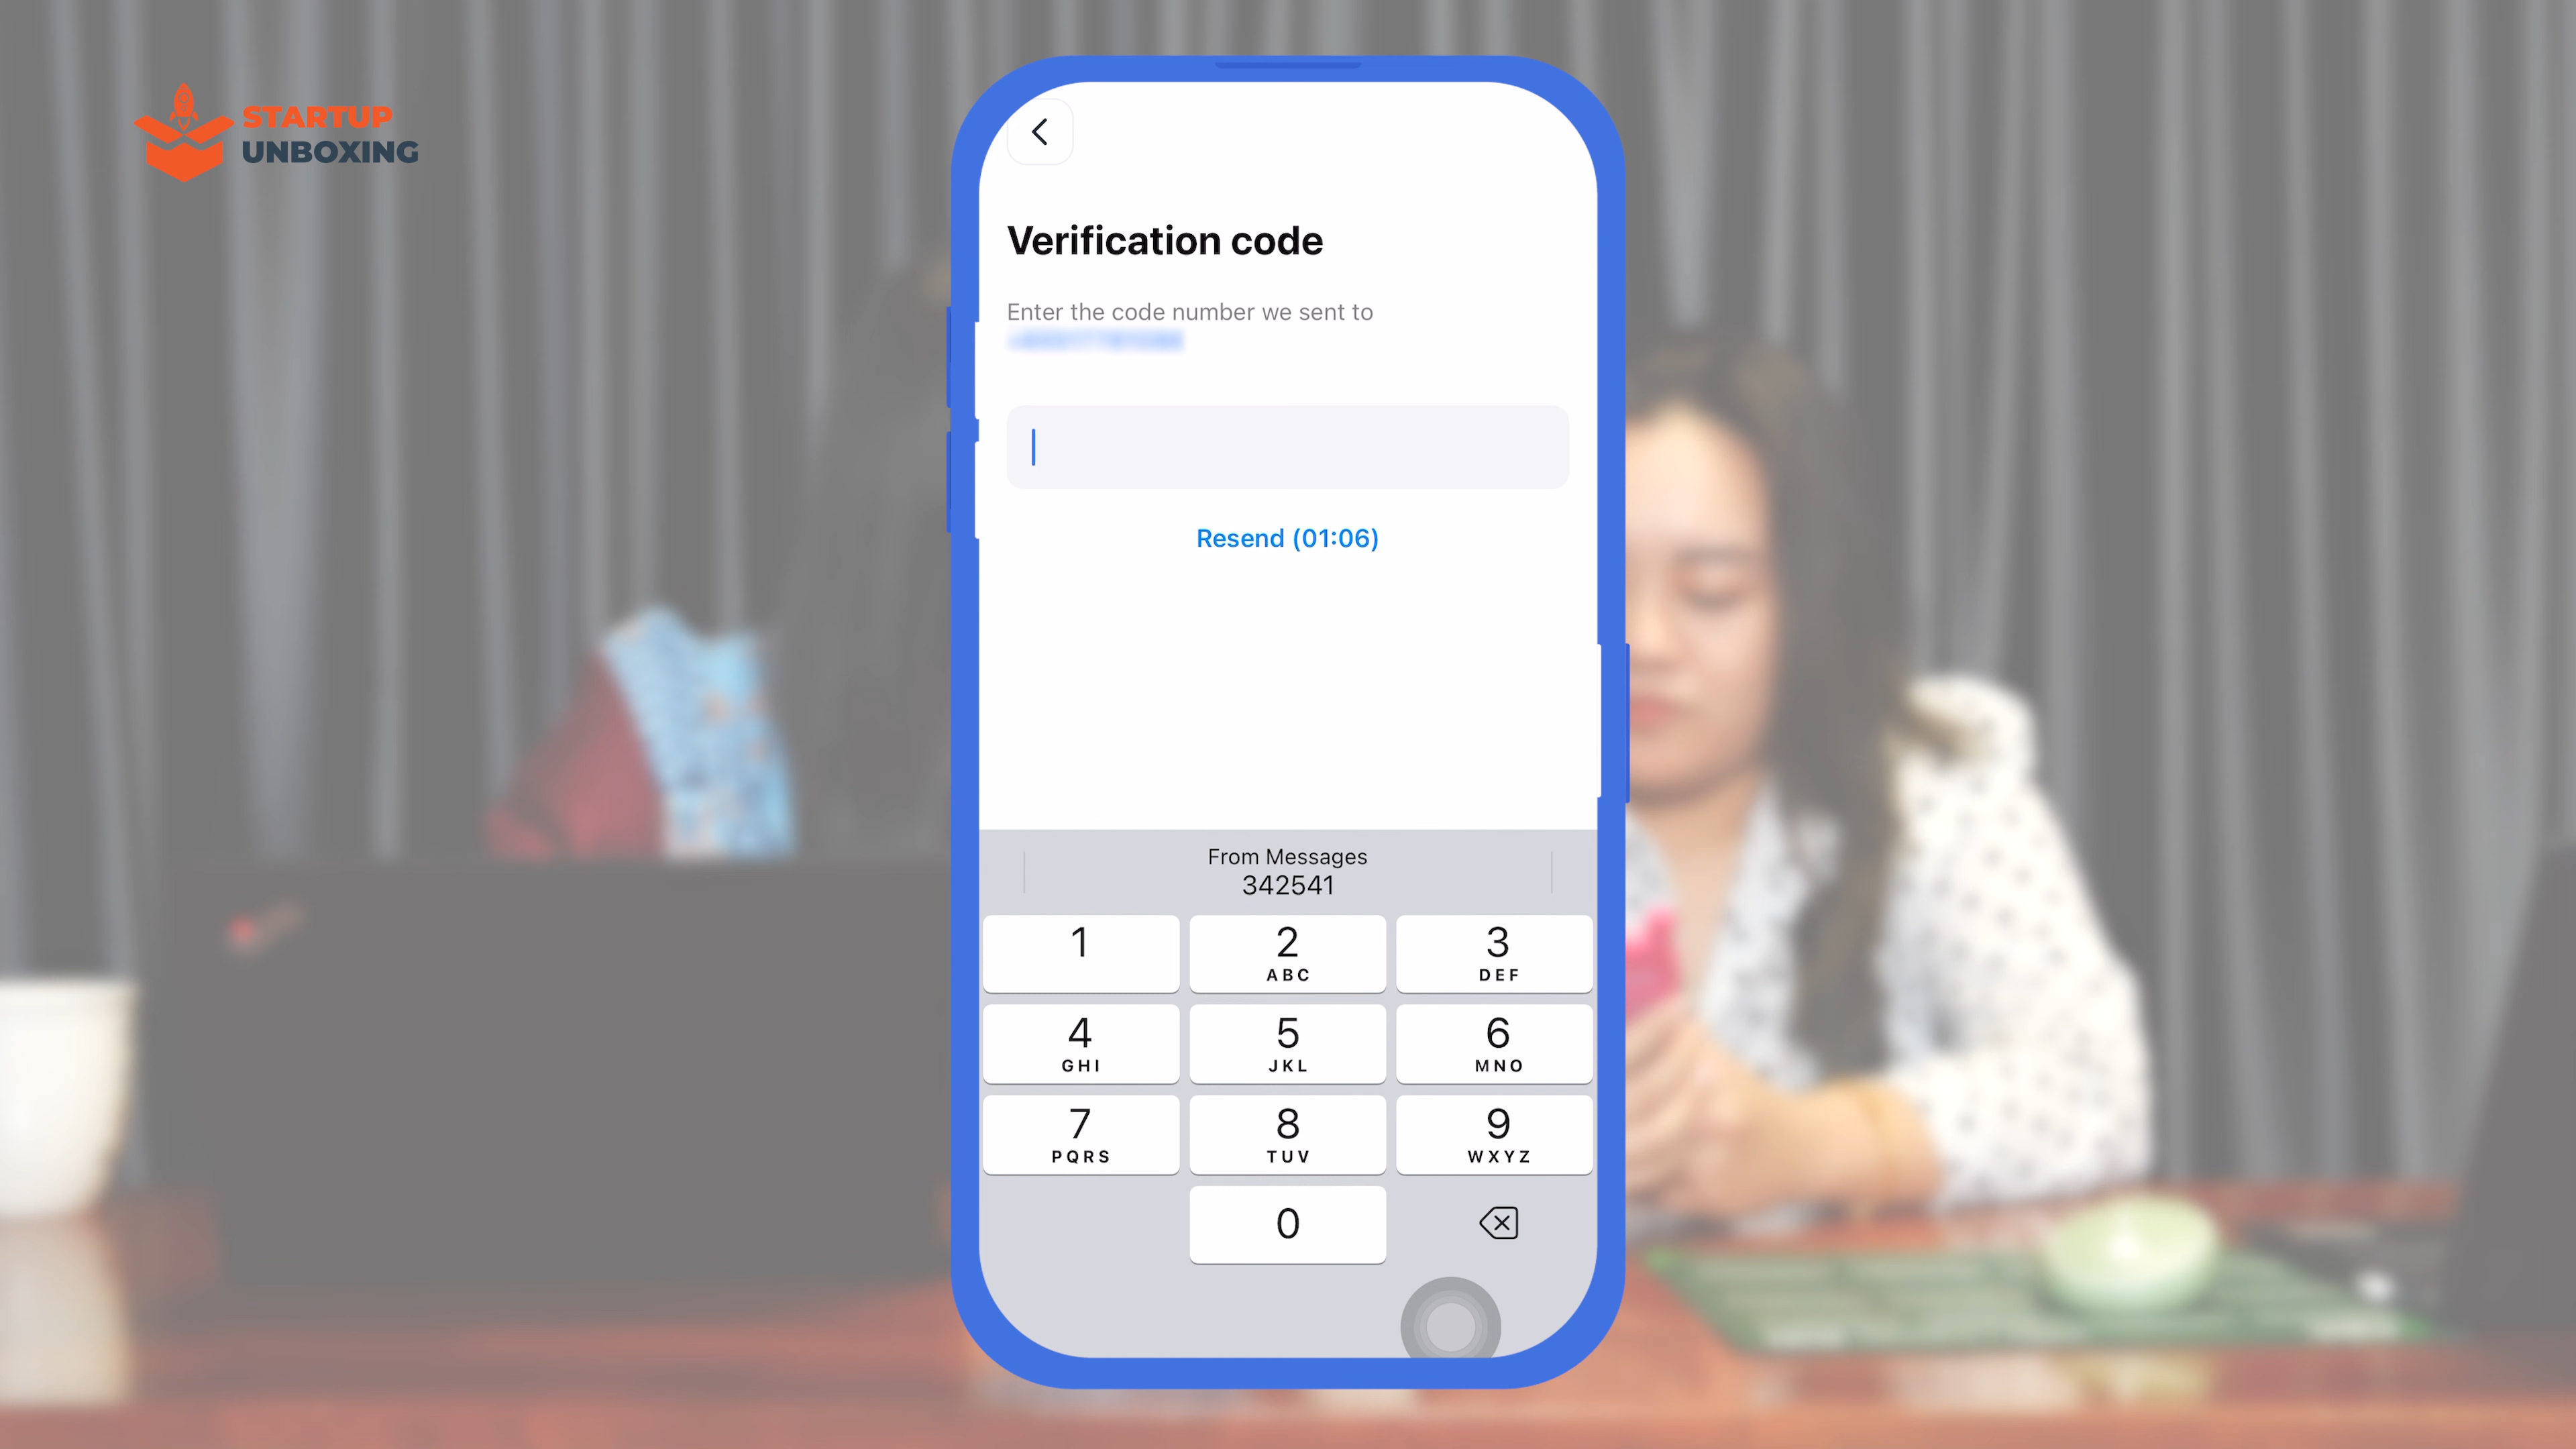 STARTUP
UNBOXING
Verification code
Enter the code number we sent to
Resend (01:06)
From Messages
342541
1
2
ABC
3
DEF
4
GHI
5
JKL
6
MNO
7
PQRS
8
TUV
9
WXYZ
0